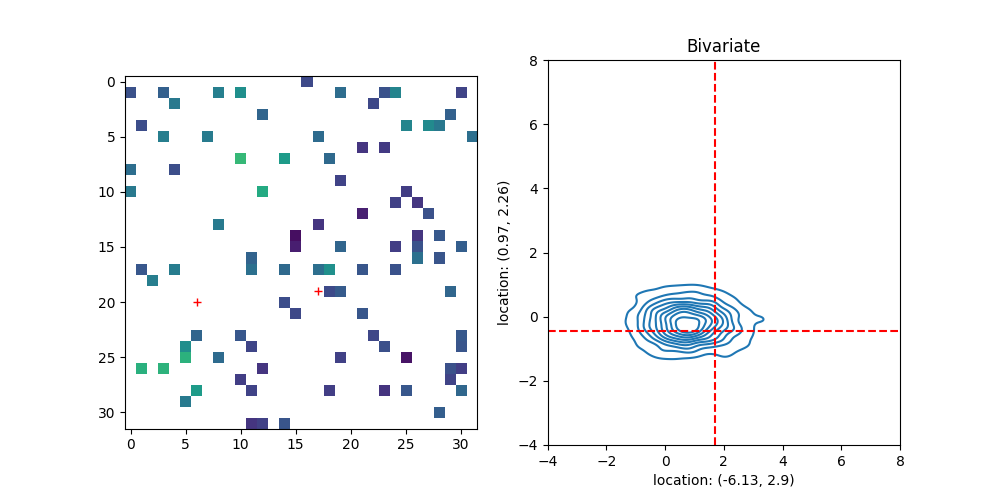 0
5
10
15
20
25
30
0 5 10 15 20 25 30
Bivariate
location: (0.97, 2.26)
8
6
4
2
0
−2
−4
−4 −2 0 2 4 6 8
location: (-6.13, 2.9)